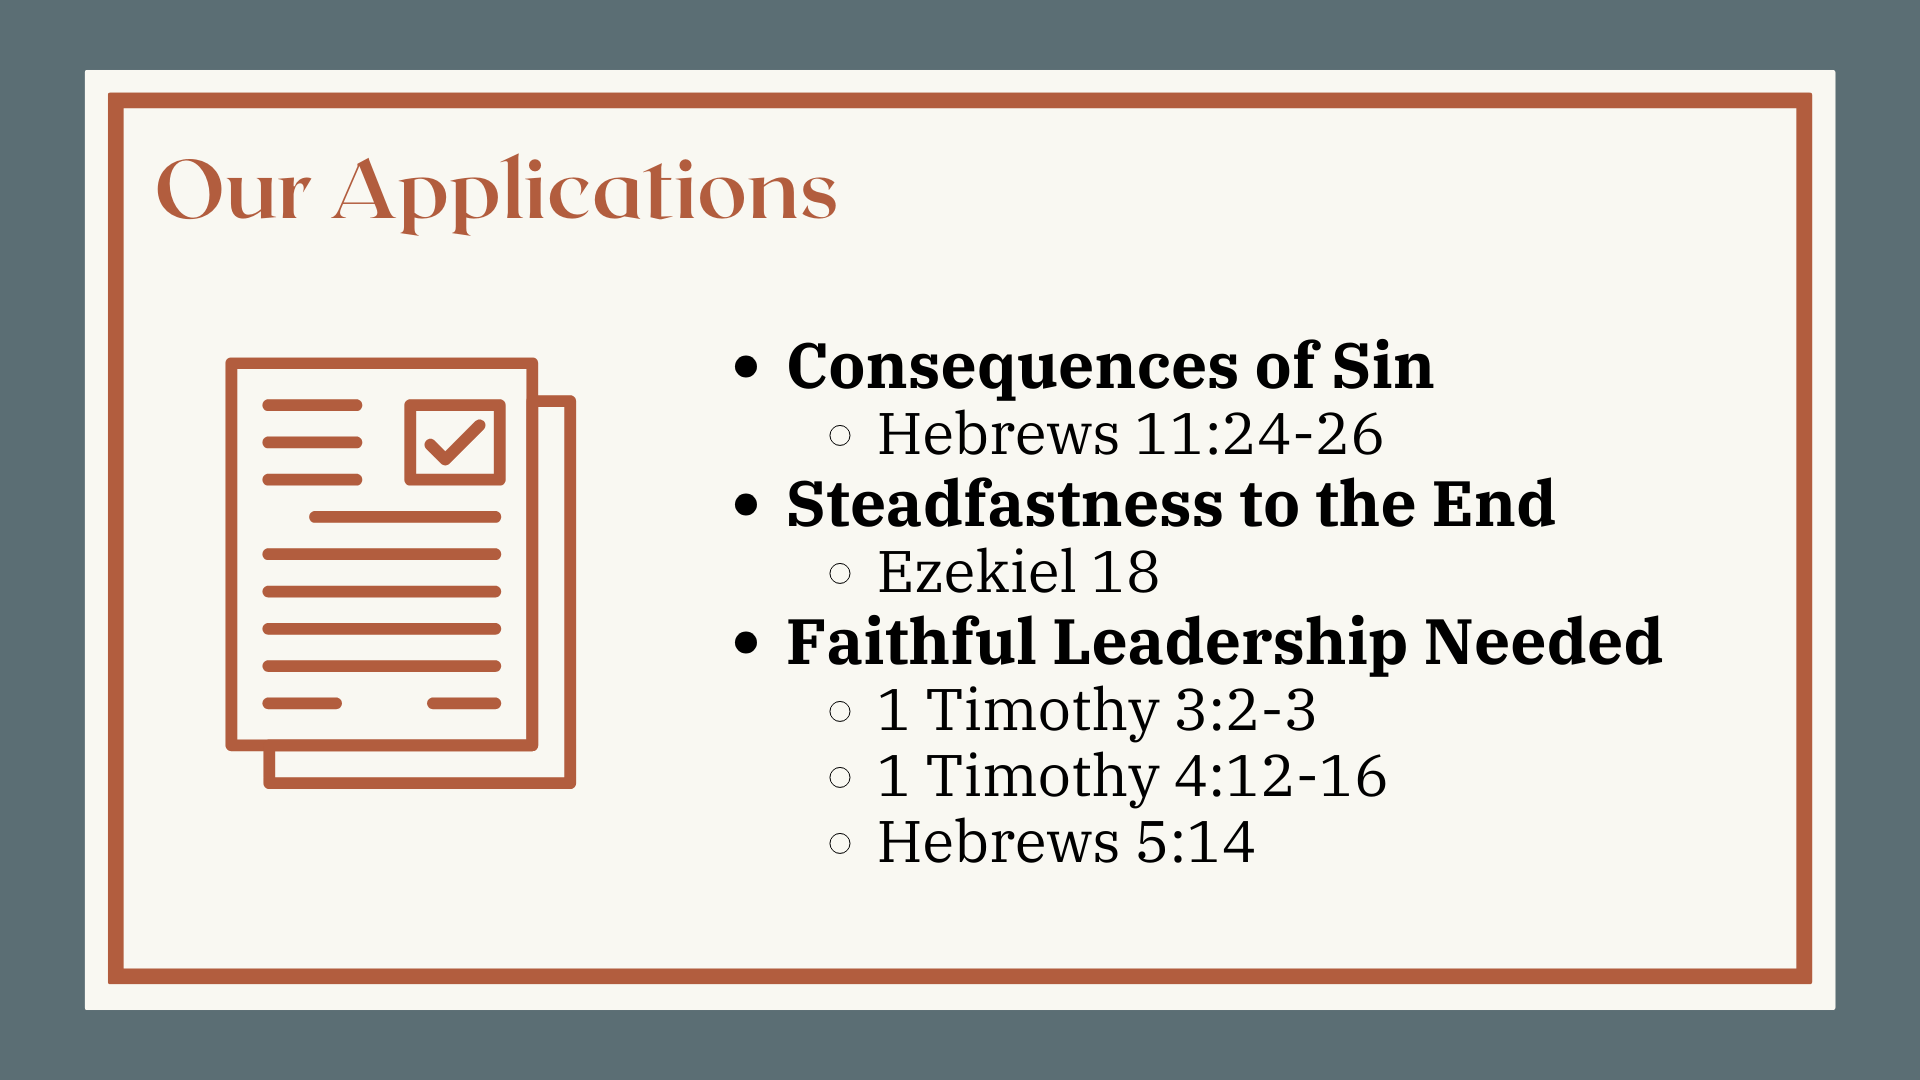 Our Applications
Consequences of Sin
Hebrews 11:24-26
Steadfastness to the End
Ezekiel 18
Faithful Leadership Needed
1 Timothy 3:2-3
1 Timothy 4:12-16
Hebrews 5:14